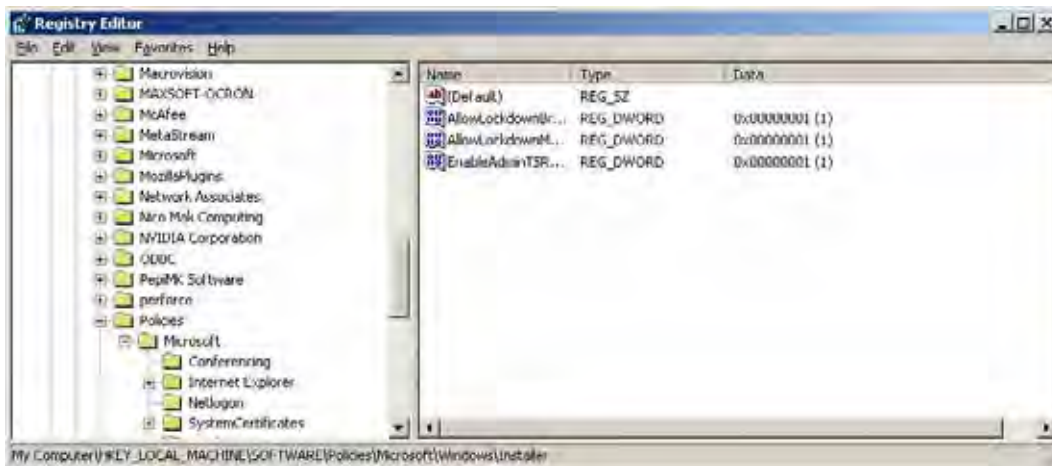 Registry Editor
File Edit View Favorites Help
Macrovision
MAXSOFT-OCRON
McAfee
MetaStream
Microsoft
MozillaPlugins
Network Associates
Nico Mak Computing
NVIDIA Corporation
ODBC
PepiMK Software
perforce
Policies
Microsoft
Conferencing
Internet Explorer
Netlogon
SystemCertificates
Name Type Data
(Default) REG_SZ
AllowLockdownBr... REG_DWORD 0x00000001 (1)
AllowLockdownM... REG_DWORD 0x00000001 (1)
EnableAdminTSR... REG_DWORD 0x00000001 (1)
My Computer\HKEY_LOCAL_MACHINE\SOFTWARE\Policies\Microsoft\Windows\Installer